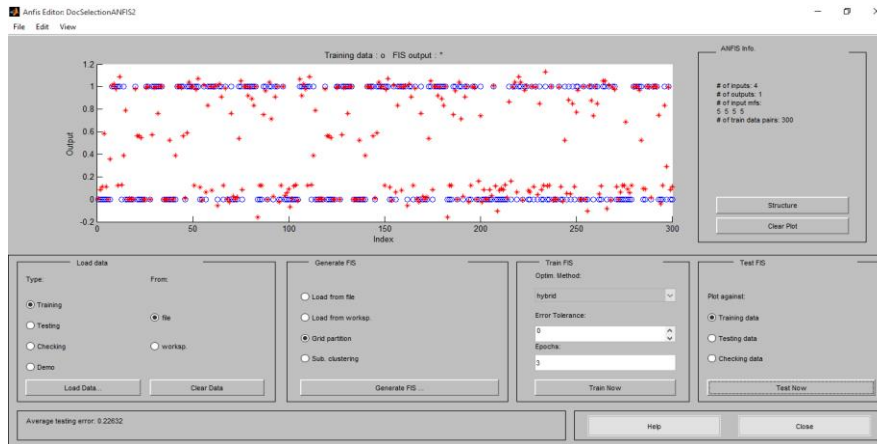 Anfis Editor: DocSelectionANFIS2
File Edit View
Training data : o FIS output : *
1.2
1
0.8
0.6
0.4
0.2
0
-0.2
Output
0 50 100 150 200 250 300
Index
ANFIS Info.
# of inputs: 4
# of outputs: 1
# of input mfs:
5 5 5 5
# of train data pairs: 300
Structure
Clear Plot
Load data
Type:
From:
Training
Testing
Checking
Demo
file
worksp.
Load Data...
Clear Data
Generate FIS
Load from file
Load from worksp.
Grid partition
Sub. clustering
Generate FIS ...
Train FIS
Optim. Method:
hybrid
Error Tolerance:
0
Epochs:
3
Train Now
Test FIS
Plot against:
Training data
Testing data
Checking data
Test Now
Average testing error: 0.22632
Help
Close